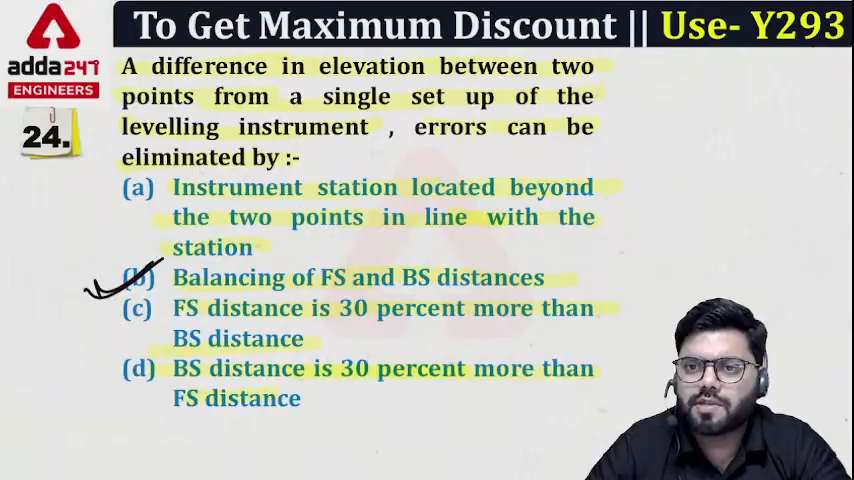 To Get Maximum Discount || Use- Y293
adda247
ENGINEERS
24.
A difference in elevation between two
points from a single set up of the
levelling instrument , errors can be
eliminated by :-
(a) Instrument station located beyond
the two points in line with the
station
(b) Balancing of FS and BS distances
(c) FS distance is 30 percent more than
BS distance
(d) BS distance is 30 percent more than
FS distance